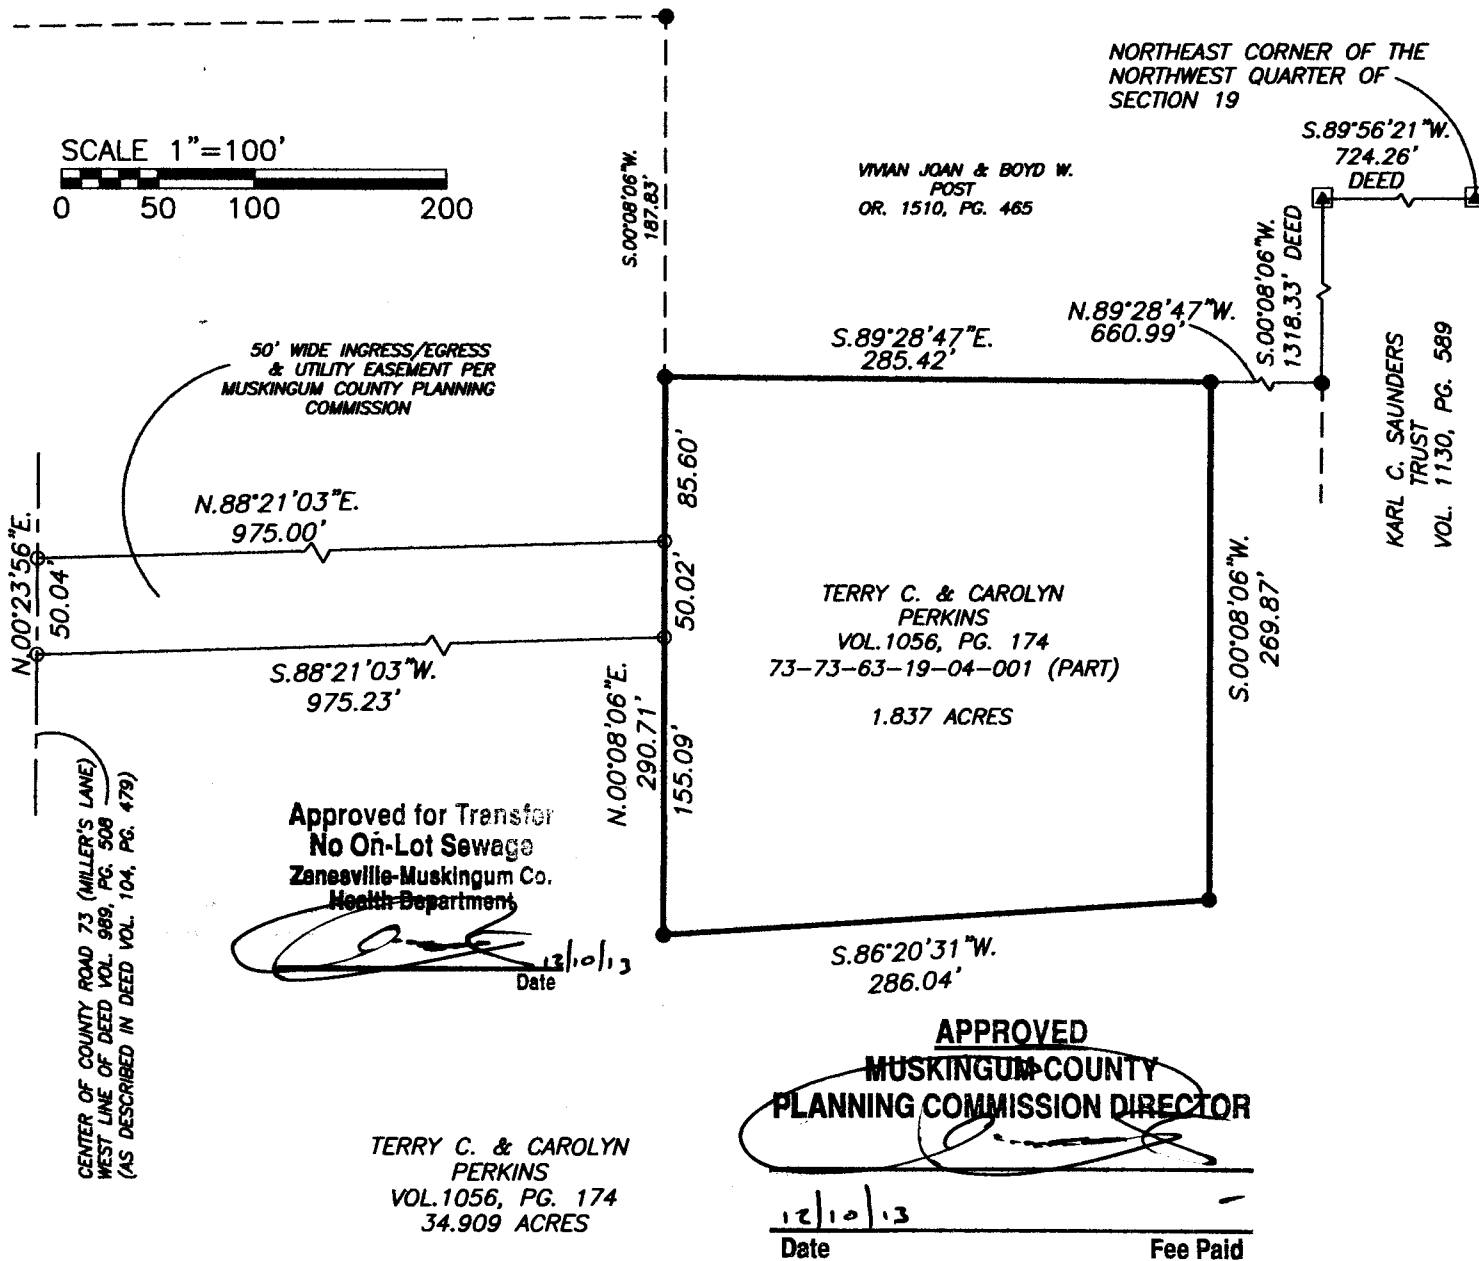 NORTHEAST CORNER OF THE
NORTHWEST QUARTER OF
SECTION 19
S.89°56'21"W.
724.26'
DEED
SCALE 1"=100'
0 50 100 200
S.00°08'06"W.
187.83'
VIVIAN JOAN & BOYD W.
POST
OR. 1510, PG. 465
S.00°08'06"W.
1318.33' DEED
N.89°28'47"W.
660.99'
S.89°28'47"E.
285.42'
KARL C. SAUNDERS
TRUST
VOL. 1130, PG. 589
50' WIDE INGRESS/EGRESS
& UTILITY EASEMENT PER
MUSKINGUM COUNTY PLANNING
COMMISSION
85.60'
N.88°21'03"E.
975.00'
N.00°23'56"E.
50.04'
50.02'
S.88°21'03"W.
975.23'
TERRY C. & CAROLYN
PERKINS
VOL.1056, PG. 174
73-73-63-19-04-001 (PART)
1.837 ACRES
S.00°08'06"W.
269.87'
N.00°08'06"E.
290.71'
155.09'
CENTER OF COUNTY ROAD 73 (MILLER'S LANE)
WEST LINE OF DEED VOL. 989, PG. 508
(AS DESCRIBED IN DEED VOL. 104, PG. 479)
Approved for Transfer
No On-Lot Sewage
Zanesville-Muskingum Co.
Health Department
12/10/13
Date
S.86°20'31"W.
286.04'
APPROVED
MUSKINGUM COUNTY
PLANNING COMMISSION DIRECTOR
12/10/13 -
Date Fee Paid
TERRY C. & CAROLYN
PERKINS
VOL.1056, PG. 174
34.909 ACRES